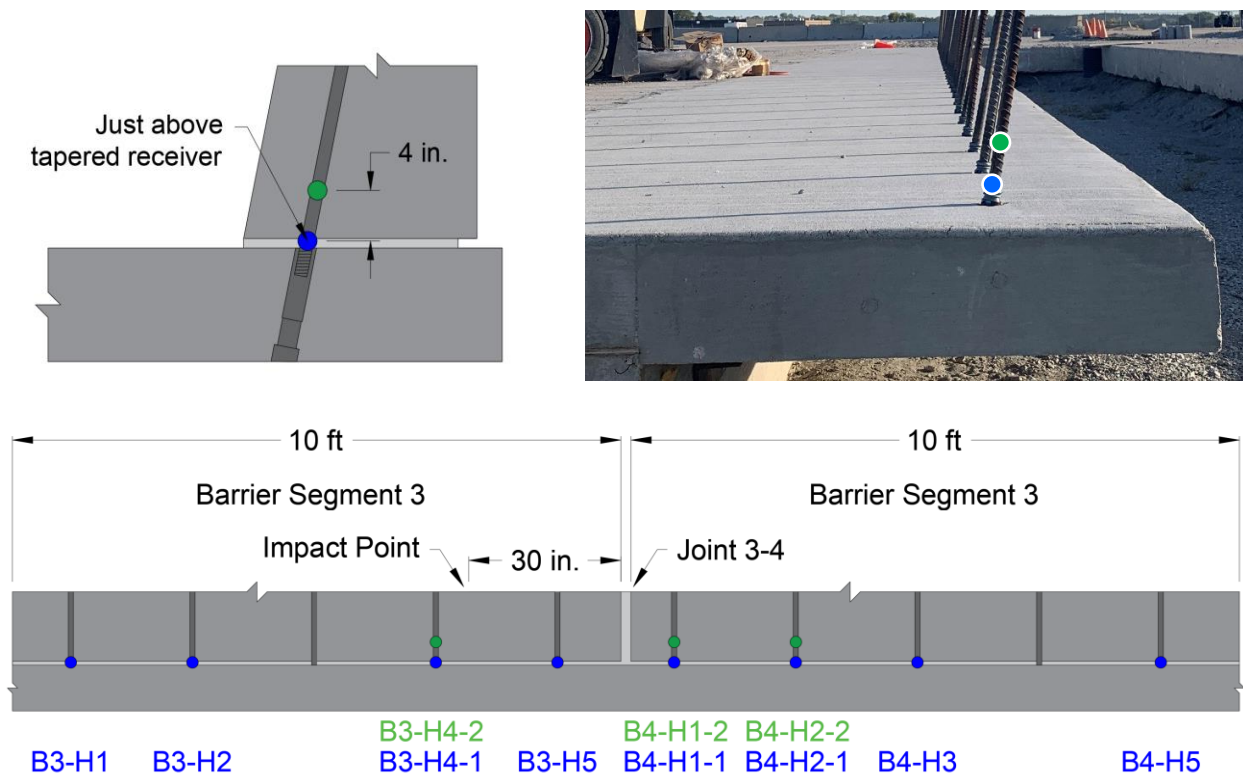 Just above
tapered receiver
4 in.
10 ft
10 ft
Barrier Segment 3
Barrier Segment 3
Impact Point
30 in.
Joint 3-4
B3-H4-2
B4-H1-2
B4-H2-2
B3-H1
B3-H2
B3-H4-1
B3-H5
B4-H1-1
B4-H2-1
B4-H3
B4-H5